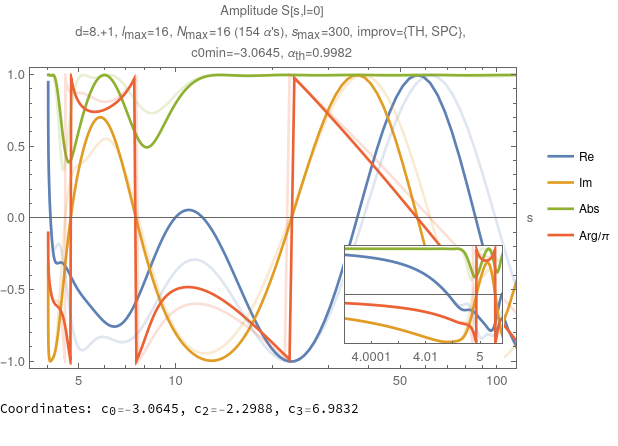 Amplitude S[s,l=0]
d=8.+1, lmax=16, Nmax=16 (154 α's), smax=300, improv={TH, SPC},
c0min=−3.0645, αth=0.9982
1.0
0.5
0.0
−0.5
−1.0
5
10
50
100
s
Re
Im
Abs
Arg/π
4.0001
4.01
5
Coordinates: c0=−3.0645, c2=−2.2988, c3=6.9832